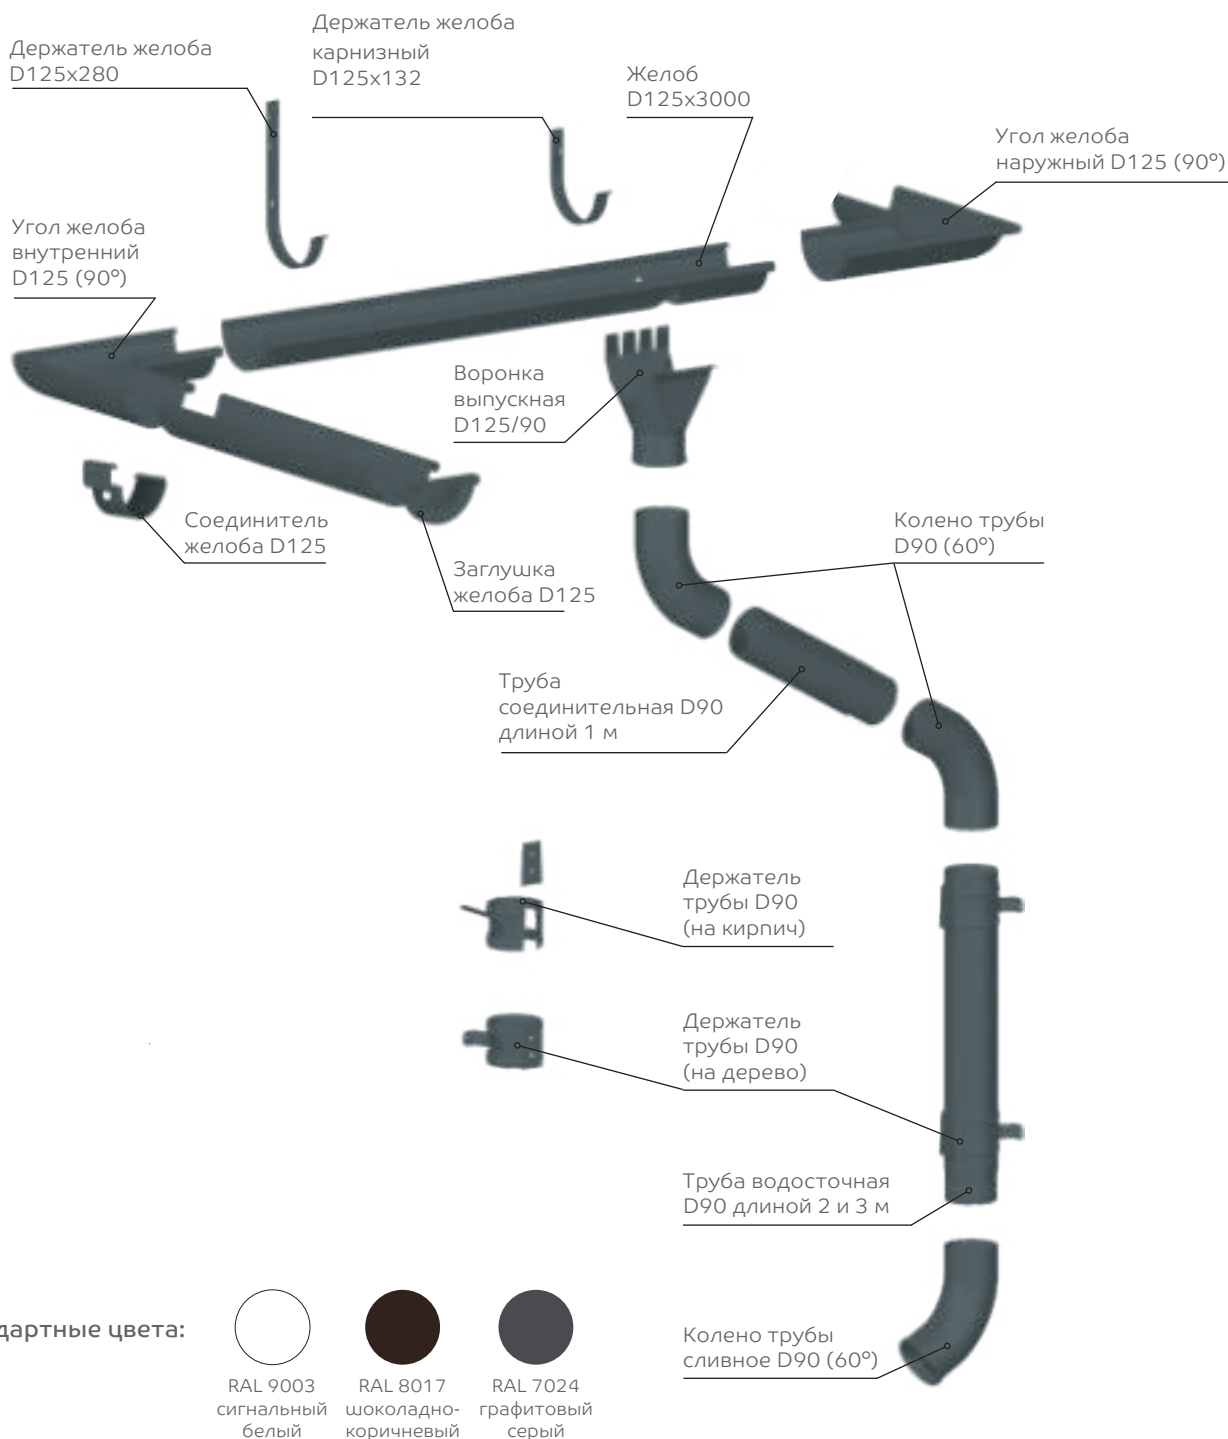 Держатель желоба
D125x280
Держатель желоба
карнизный
D125x132
Желоб
D125x3000
Угол желоба
наружный D125 (90°)
Угол желоба
внутренний
D125 (90°)
Воронка
выпускная
D125/90
Соединитель
желоба D125
Заглушка
желоба D125
Колено трубы
D90 (60°)
Труба
соединительная D90
длиной 1 м
Держатель
трубы D90
(на кирпич)
Держатель
трубы D90
(на дерево)
Труба водосточная
D90 длиной 2 и 3 м
Колено трубы
сливное D90 (60°)
дартные цвета:
RAL 9003
сигнальный
белый
RAL 8017
шоколадно-
коричневый
RAL 7024
графитовый
серый